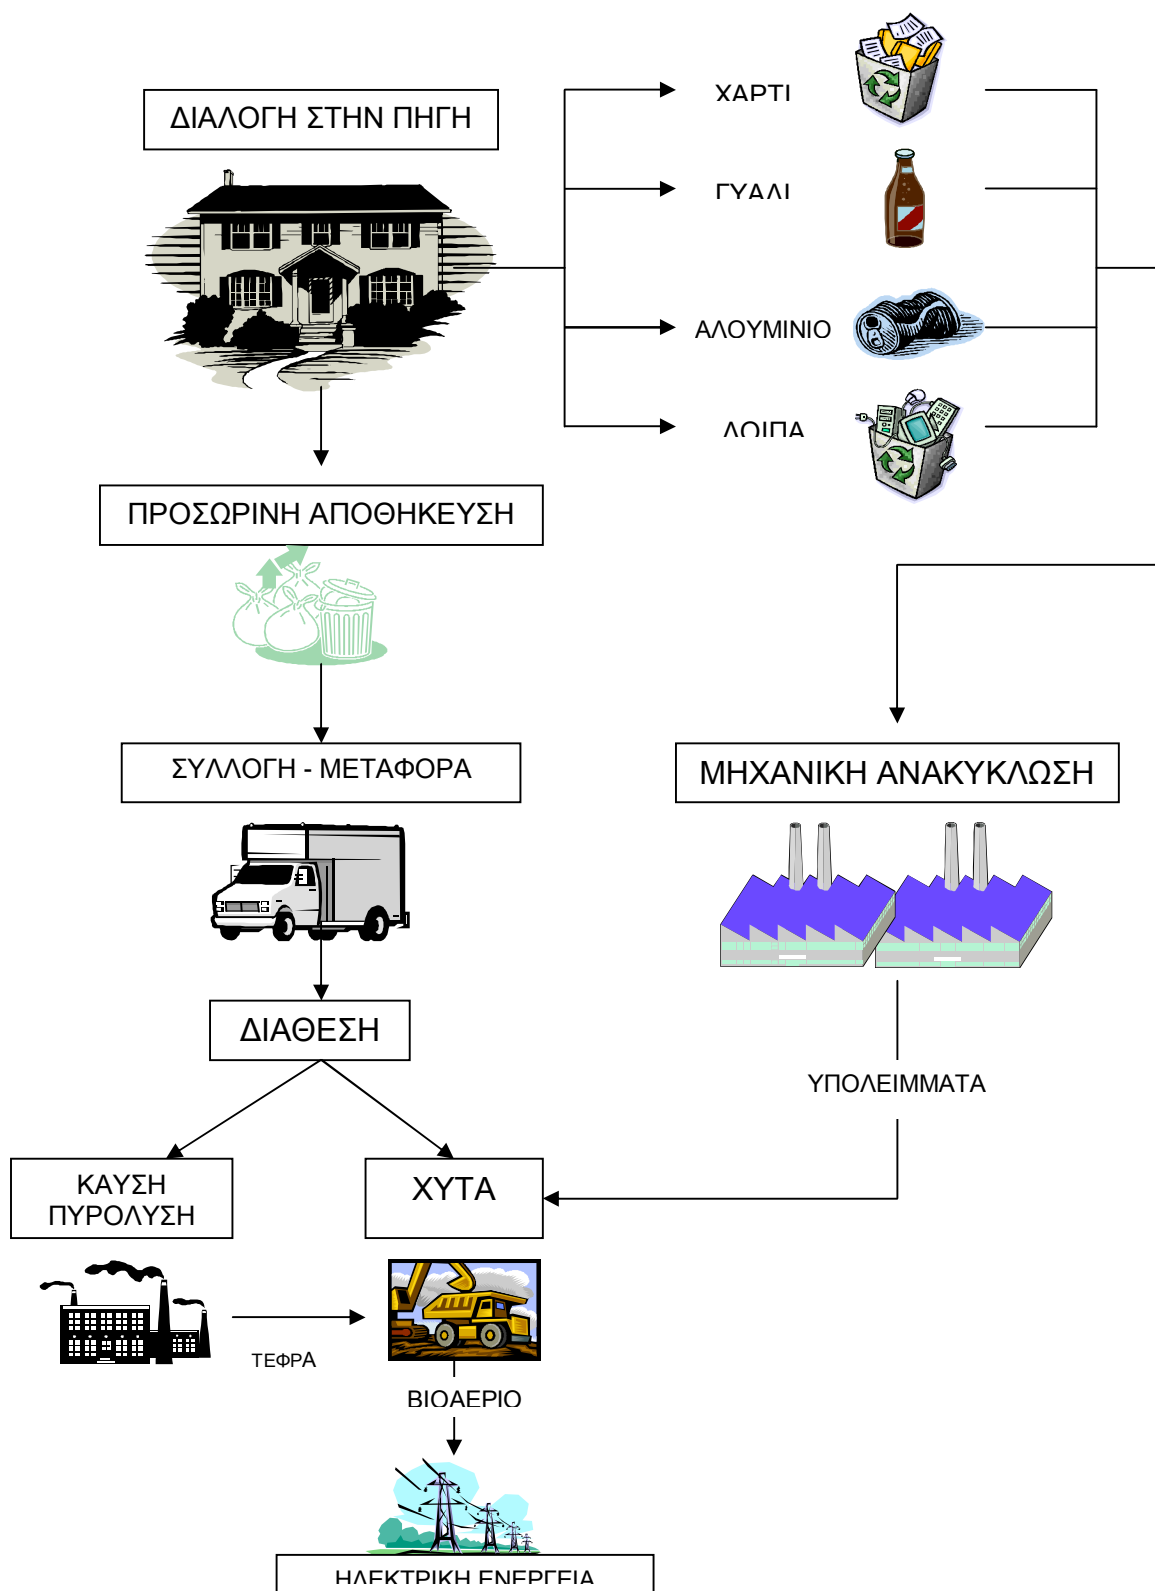 ΔΙΑΛΟΓΗ ΣΤΗΝ ΠΗΓΗ
ΧΑΡΤΙ
ΓΥΑΛΙ
ΑΛΟΥΜΙΝΙΟ
ΛΟΙΠΑ
ΠΡΟΣΩΡΙΝΗ ΑΠΟΘΗΚΕΥΣΗ
ΣΥΛΛΟΓΗ - ΜΕΤΑΦΟΡΑ
ΜΗΧΑΝΙΚΗ ΑΝΑΚΥΚΛΩΣΗ
ΔΙΑΘΕΣΗ
ΥΠΟΛΕΙΜΜΑΤΑ
ΚΑΥΣΗ
ΠΥΡΟΛΥΣΗ
ΧΥΤΑ
ΤΕΦΡΑ
ΒΙΟΑΕΡΙΟ
ΗΛΕΚΤΡΙΚΗ ΕΝΕΡΓΕΙΑ